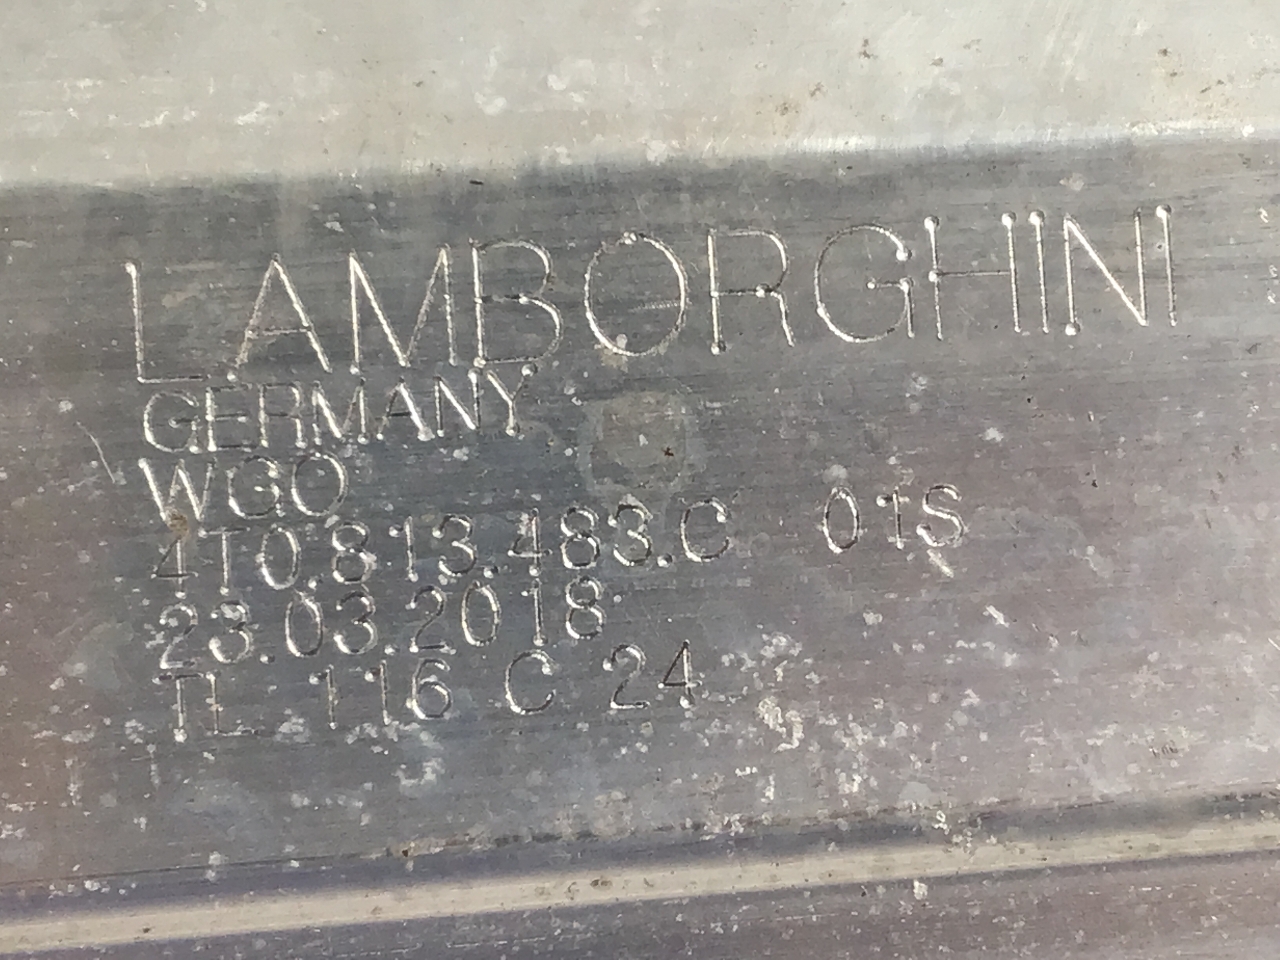 LAMBORGHINI
GERMANY
WGO
4T0.813.483.C 01S
23.03.2018
TL 116 C 24